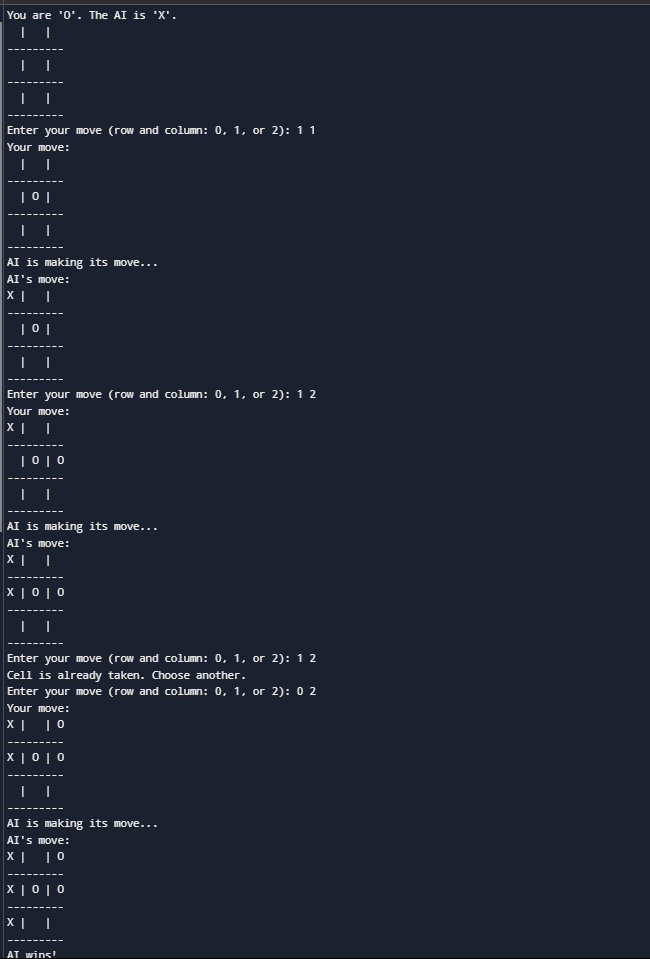 You are 'O'. The AI is 'X'.
  |   |
---------
  |   |
---------
  |   |
---------
Enter your move (row and column: 0, 1, or 2): 1 1
Your move:
  |   |
---------
  | O |
---------
  |   |
---------
AI is making its move...
AI's move:
X |   |
---------
  | O |
---------
  |   |
---------
Enter your move (row and column: 0, 1, or 2): 1 2
Your move:
X |   |
---------
  | O | O
---------
  |   |
---------
AI is making its move...
AI's move:
X |   |
---------
X | O | O
---------
  |   |
---------
Enter your move (row and column: 0, 1, or 2): 1 2
Cell is already taken. Choose another.
Enter your move (row and column: 0, 1, or 2): 0 2
Your move:
X |   | O
---------
X | O | O
---------
  |   |
---------
AI is making its move...
AI's move:
X |   | O
---------
X | O | O
---------
X |   |
---------
AI wins!